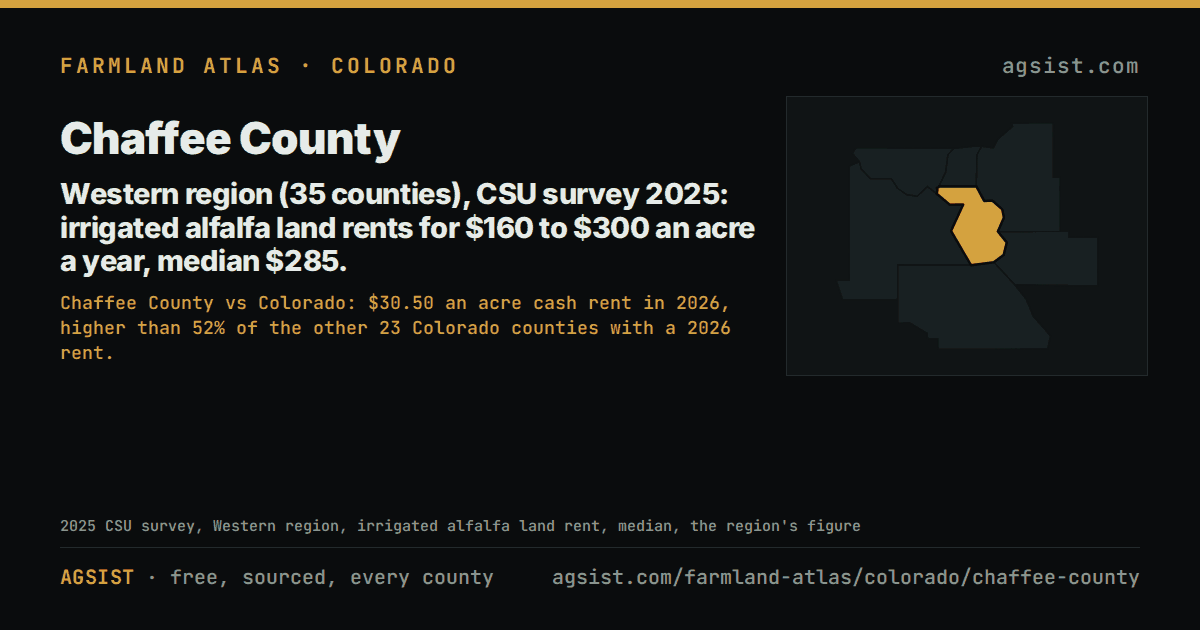 FARMLAND ATLAS · COLORADO
agsist.com
Chaffee County
Western region (35 counties), CSU survey 2025:
irrigated alfalfa land rents for $160 to $300 an acre
a year, median $285.
Chaffee County vs Colorado: $30.50 an acre cash rent in 2026,
higher than 52% of the other 23 Colorado counties with a 2026
rent.
2025 CSU survey, Western region, irrigated alfalfa land rent, median, the region's figure
AGSIST · free, sourced, every county
agsist.com/farmland-atlas/colorado/chaffee-county